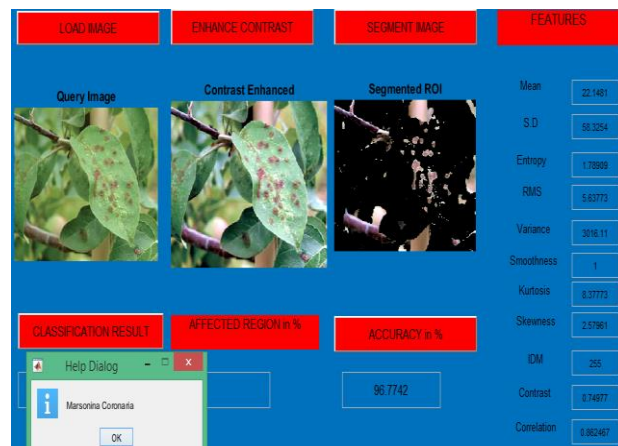 LOAD IMAGE
ENHANCE CONTRAST
SEGMENT IMAGE
FEATURES
Query Image
Contrast Enhanced
Segmented ROI
Mean
22.1481
S.D
58.3254
Entropy
1.78909
RMS
5.63773
Variance
3016.11
Smoothness
1
Kurtosis
8.37773
Skewness
2.57961
IDM
255
Contrast
0.74977
Correlation
0.862467
CLASSIFICATION RESULT
AFFECTED REGION in %
ACCURACY in %
96.7742
Help Dialog
Marsonina Coronaria
OK